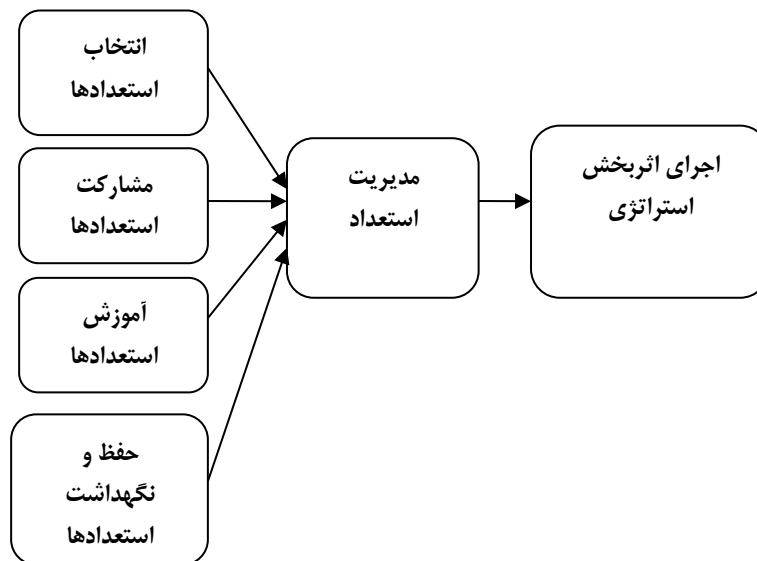 انتخاب
استعدادها
مشارکت
استعدادها
آموزش
استعدادها
حفظ و
نگهداشت
استعدادها
مدیریت
استعداد
اجرای اثربخش
استراتژی